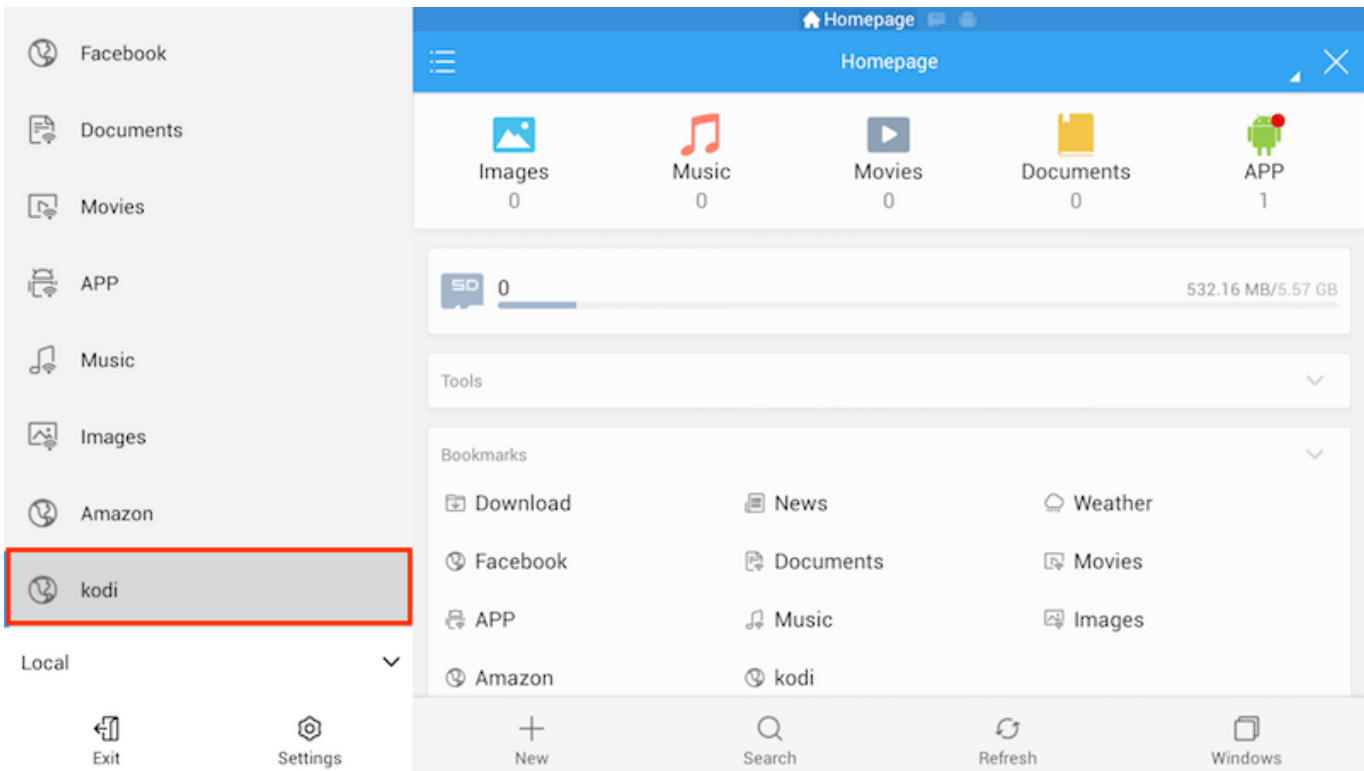 Facebook
Documents
Movies
APP
Music
Images
Amazon
kodi
Local
Exit
Settings
Homepage
Homepage
Images
0
Music
0
Movies
0
Documents
0
APP
1
SD
0
532.16 MB/5.57 GB
Tools
Bookmarks
Download
News
Weather
Facebook
Documents
Movies
APP
Music
Images
Amazon
kodi
New
Search
Refresh
Windows